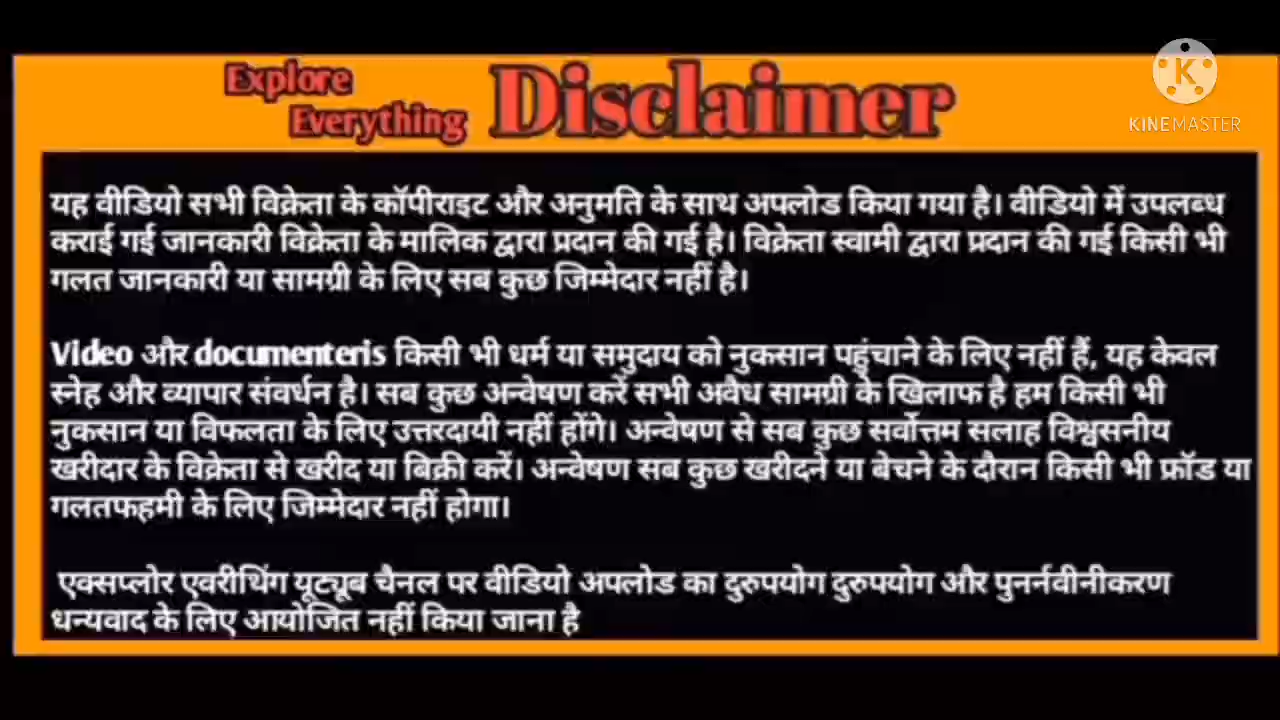 Explore
Everything
Disclaimer
KINEMASTER
यह वीडियो सभी विक्रेता के कॉपीराइट और अनुमति के साथ अपलोड किया गया है। वीडियो में उपलब्ध
कराई गई जानकारी विक्रेता के मालिक द्वारा प्रदान की गई है। विक्रेता स्वामी द्वारा प्रदान की गई किसी भी
गलत जानकारी या सामग्री के लिए सब कुछ जिम्मेदार नहीं है।
Video और documenteris किसी भी धर्म या समुदाय को नुकसान पहुंचाने के लिए नहीं हैं, यह केवल
स्नेह और व्यापार संवर्धन है। सब कुछ अन्वेषण करें सभी अवैध सामग्री के खिलाफ है हम किसी भी
नुकसान या विफलता के लिए उत्तरदायी नहीं होंगे। अन्वेषण से सब कुछ सर्वोत्तम सलाह विश्वसनीय
खरीदार के विक्रेता से खरीद या बिक्री करें। अन्वेषण सब कुछ खरीदने या बेचने के दौरान किसी भी फ्रॉड या
गलतफहमी के लिए जिम्मेदार नहीं होगा।
एक्सप्लोर एवरीथिंग यूट्यूब चैनल पर वीडियो अपलोड का दुरुपयोग दुरुपयोग और पुनर्नवीनीकरण
धन्यवाद के लिए आयोजित नहीं किया जाना है